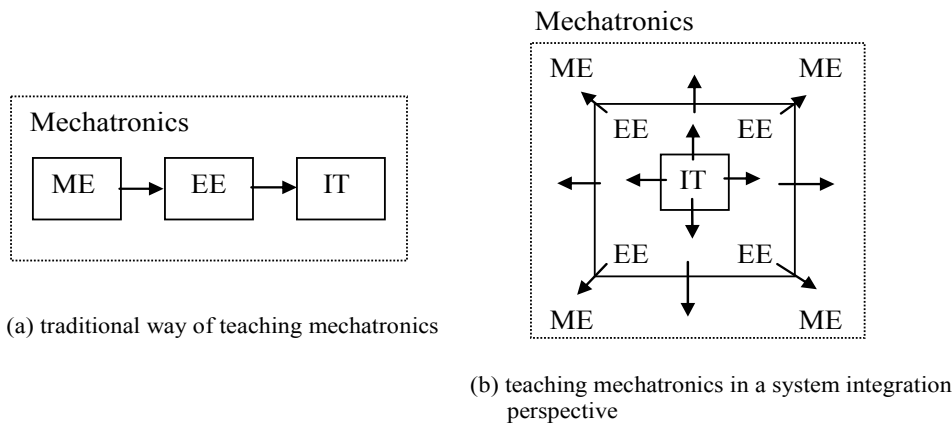 Mechatronics
ME EE IT
(a) traditional way of teaching mechatronics
Mechatronics
ME ME
EE EE
IT
EE EE
ME ME
(b) teaching mechatronics in a system integration
perspective